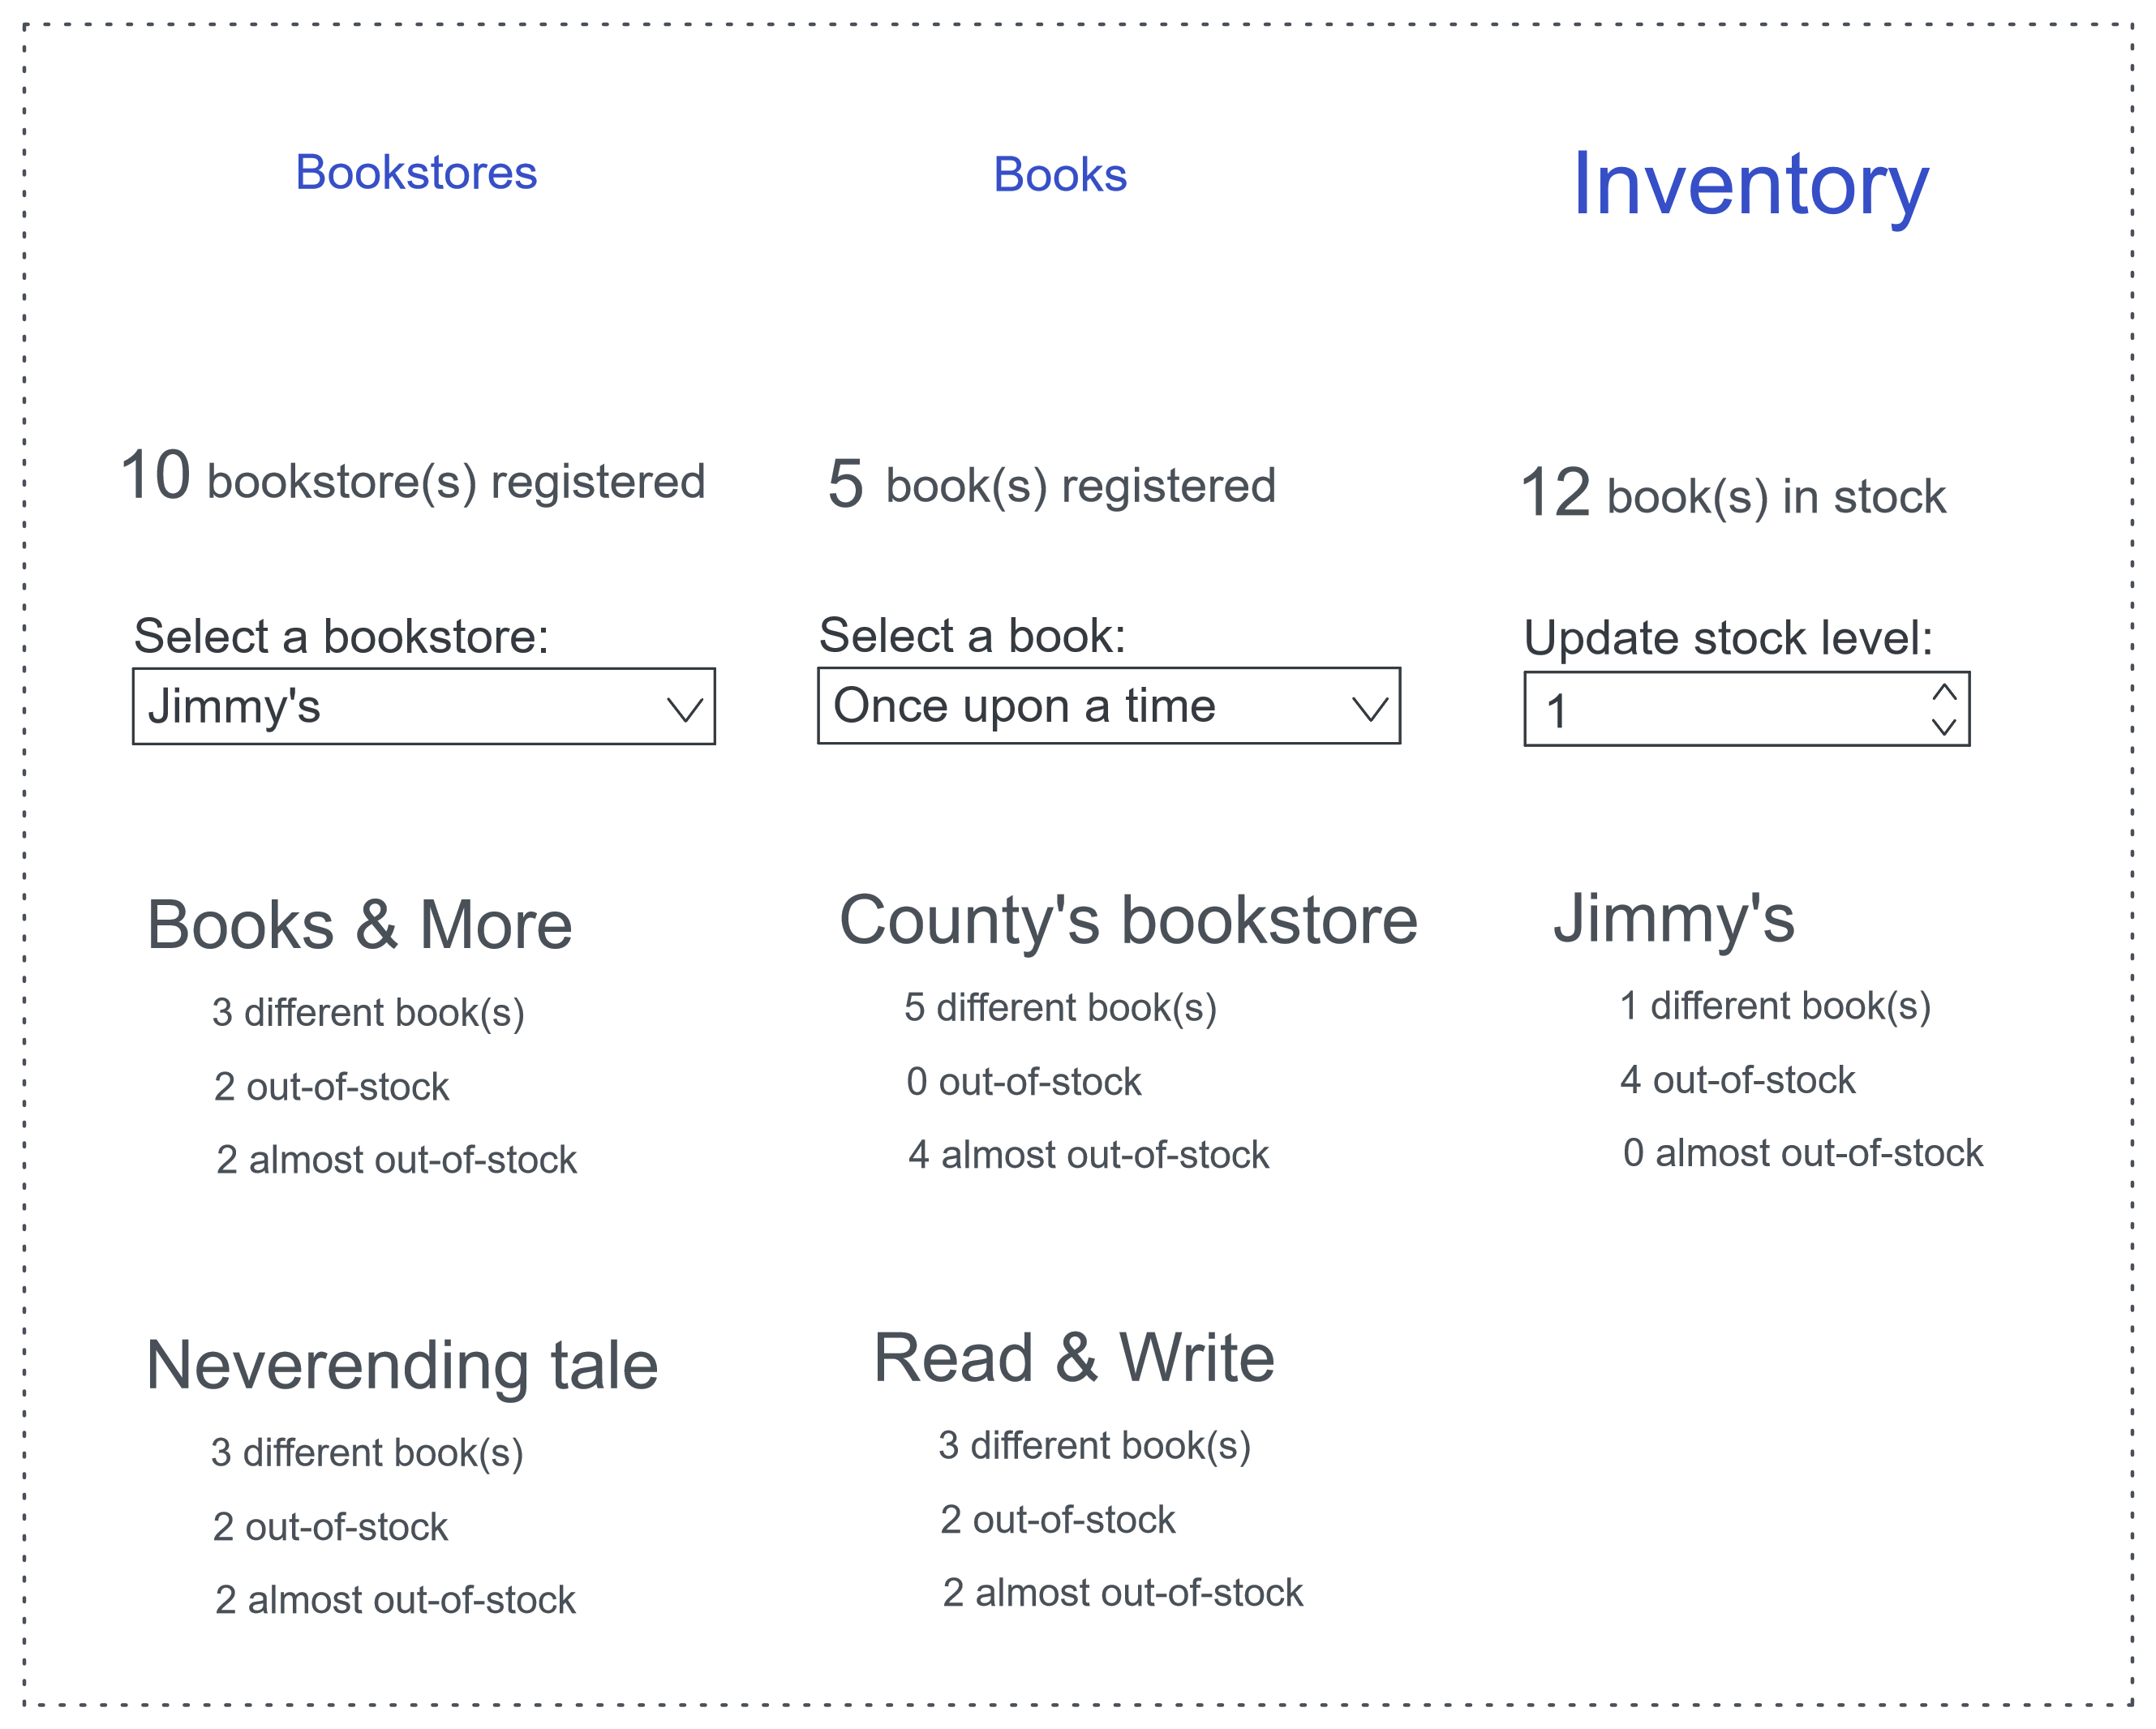 Bookstores
Books
Inventory
10 bookstore(s) registered
5 book(s) registered
12 book(s) in stock
Select a bookstore:
Jimmy's
Select a book:
Once upon a time
Update stock level:
1
Books & More
3 different book(s)
2 out-of-stock
2 almost out-of-stock
County's bookstore
5 different book(s)
0 out-of-stock
4 almost out-of-stock
Jimmy's
1 different book(s)
4 out-of-stock
0 almost out-of-stock
Neverending tale
3 different book(s)
2 out-of-stock
2 almost out-of-stock
Read & Write
3 different book(s)
2 out-of-stock
2 almost out-of-stock